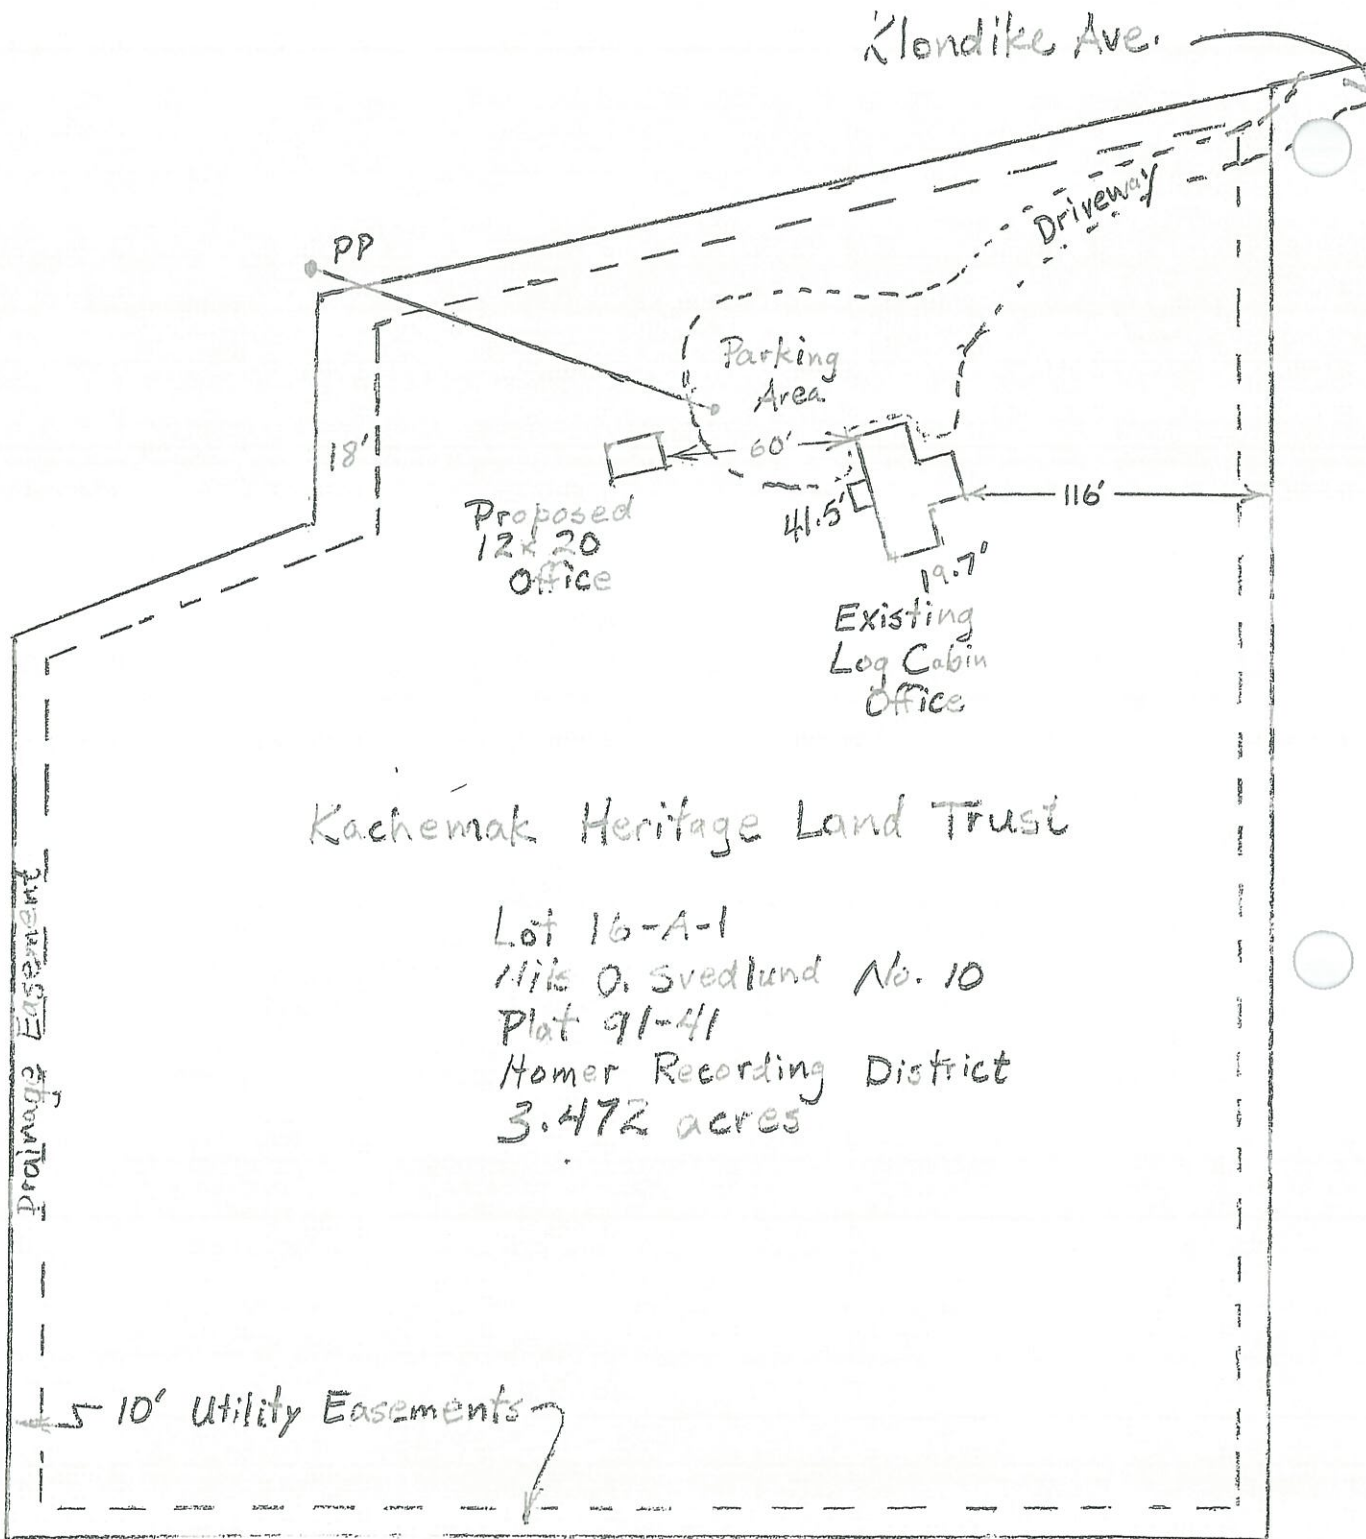 Klondike Ave.
PP
Driveway
Parking
Area
18'
60'
116'
41.5'
19.7'
Proposed
12 x 20
Office
Existing
Log Cabin
Office
Kachemak Heritage Land Trust
Lot 16-A-1
Nils O. Svedlund No. 10
Plat 91-41
Homer Recording District
3.472 acres
Drainage Easement
10' Utility Easements